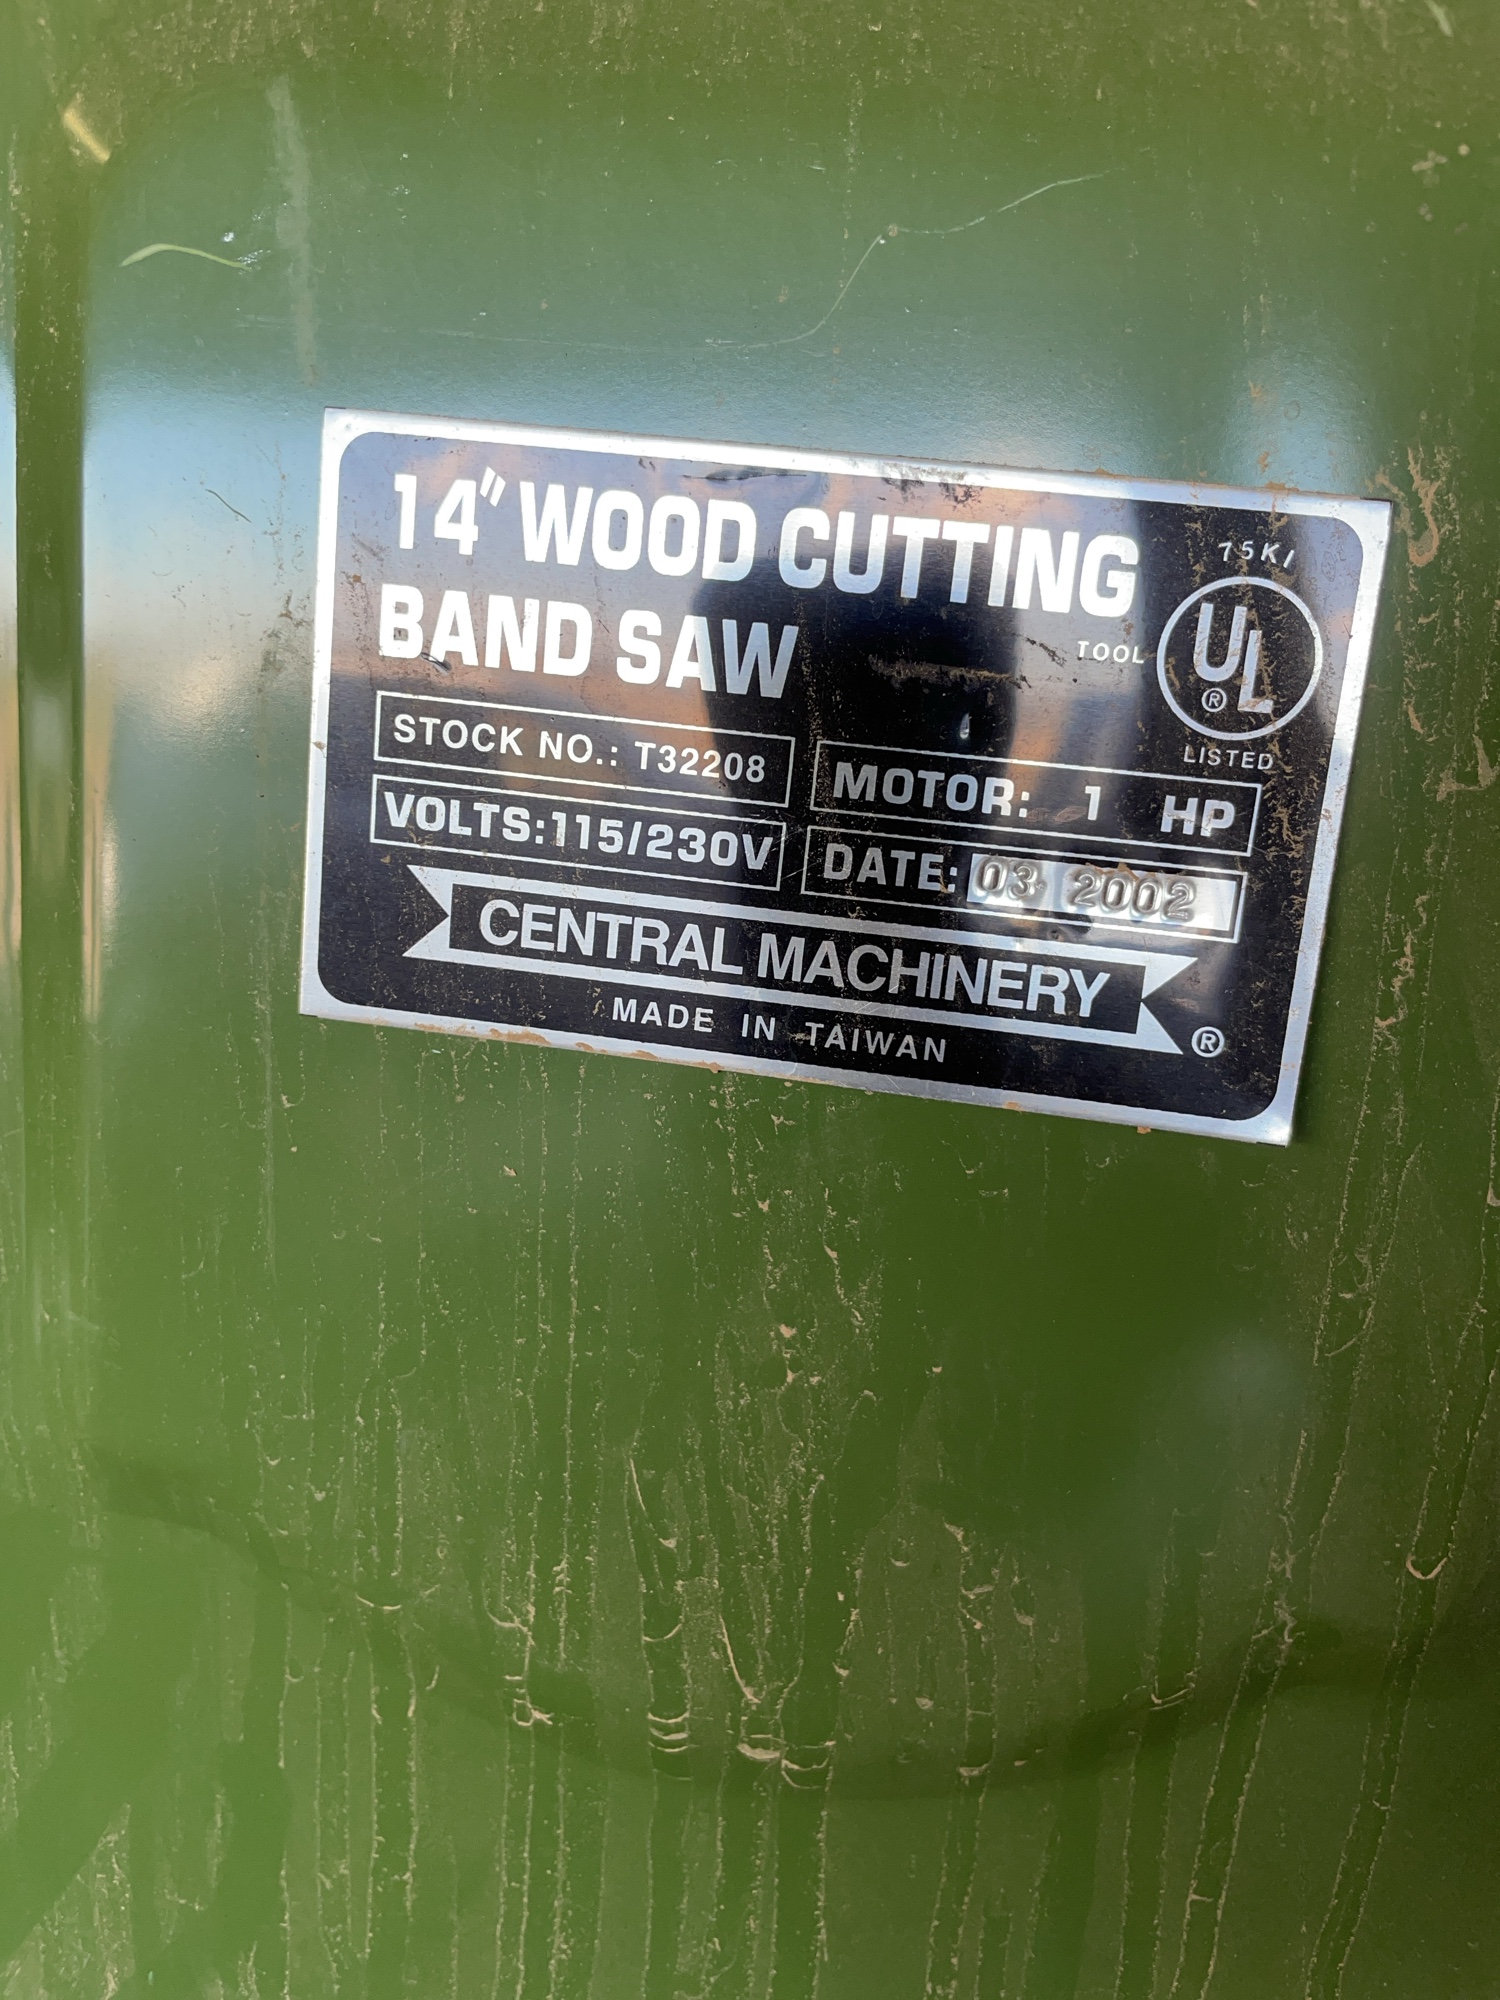 14" WOOD CUTTING
BAND SAW
75K/
TOOL
UL
®
LISTED
STOCK NO.: T32208
MOTOR: 1 HP
VOLTS:115/230V
DATE: 03 2002
CENTRAL MACHINERY
®
MADE IN TAIWAN